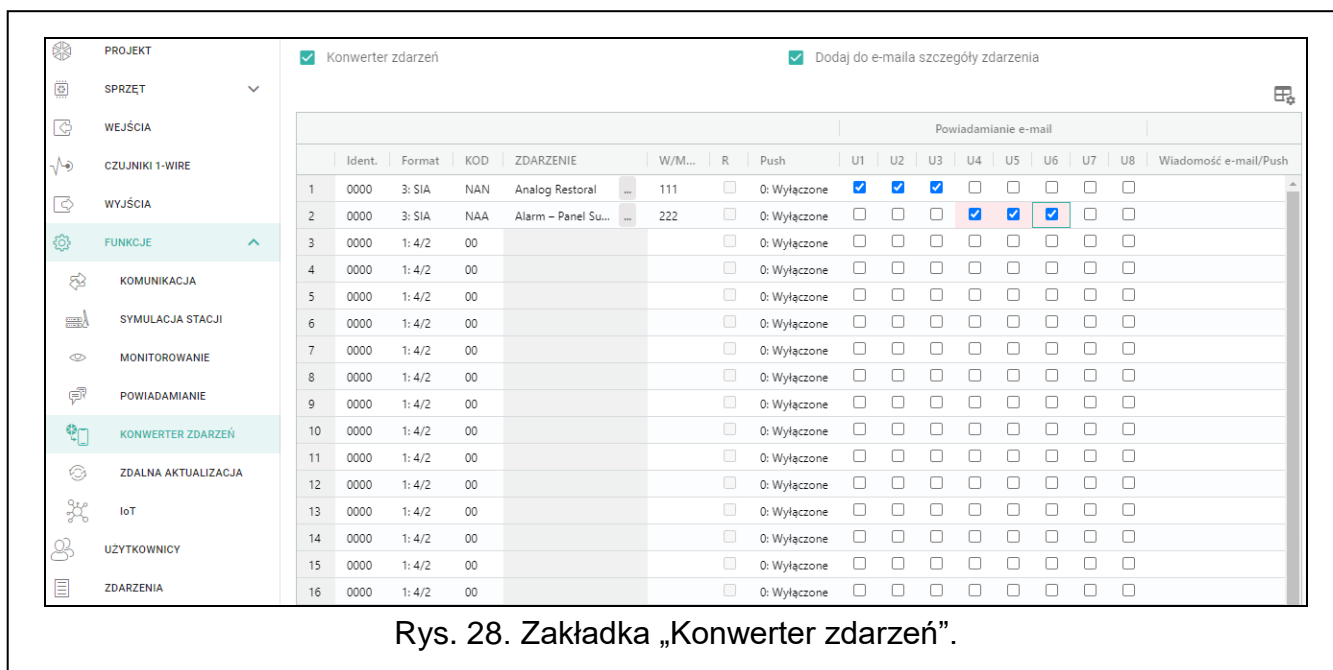 PROJEKT
SPRZĘT
WEJŚCIA
CZUJNIKI 1-WIRE
WYJŚCIA
FUNKCJE
KOMUNIKACJA
SYMULACJA STACJI
MONITOROWANIE
POWIADAMIANIE
KONWERTER ZDARZEŃ
ZDALNA AKTUALIZACJA
IoT
UŻYTKOWNICY
ZDARZENIA
Konwerter zdarzeń
Dodaj do e-maila szczegóły zdarzenia
Powiadamianie e-mail
Ident. Format KOD ZDARZENIE W/M... R Push U1 U2 U3 U4 U5 U6 U7 U8 Wiadomość e-mail/Push
1 0000 3: SIA NAN Analog Restoral ... 111 0: Wyłączone
2 0000 3: SIA NAA Alarm – Panel Su... ... 222 0: Wyłączone
3 0000 1: 4/2 00 0: Wyłączone
4 0000 1: 4/2 00 0: Wyłączone
5 0000 1: 4/2 00 0: Wyłączone
6 0000 1: 4/2 00 0: Wyłączone
7 0000 1: 4/2 00 0: Wyłączone
8 0000 1: 4/2 00 0: Wyłączone
9 0000 1: 4/2 00 0: Wyłączone
10 0000 1: 4/2 00 0: Wyłączone
11 0000 1: 4/2 00 0: Wyłączone
12 0000 1: 4/2 00 0: Wyłączone
13 0000 1: 4/2 00 0: Wyłączone
14 0000 1: 4/2 00 0: Wyłączone
15 0000 1: 4/2 00 0: Wyłączone
16 0000 1: 4/2 00 0: Wyłączone
Rys. 28. Zakładka „Konwerter zdarzeń”.